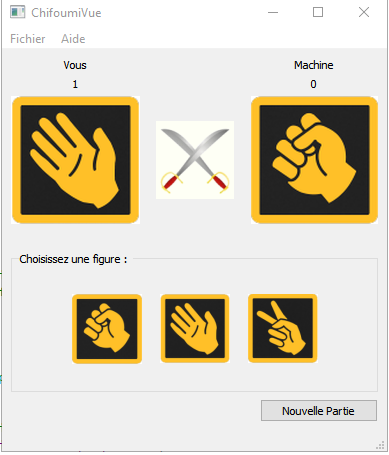 ChifoumiVue
Fichier Aide
Vous Machine
1 0
Choisissez une figure :
Nouvelle Partie